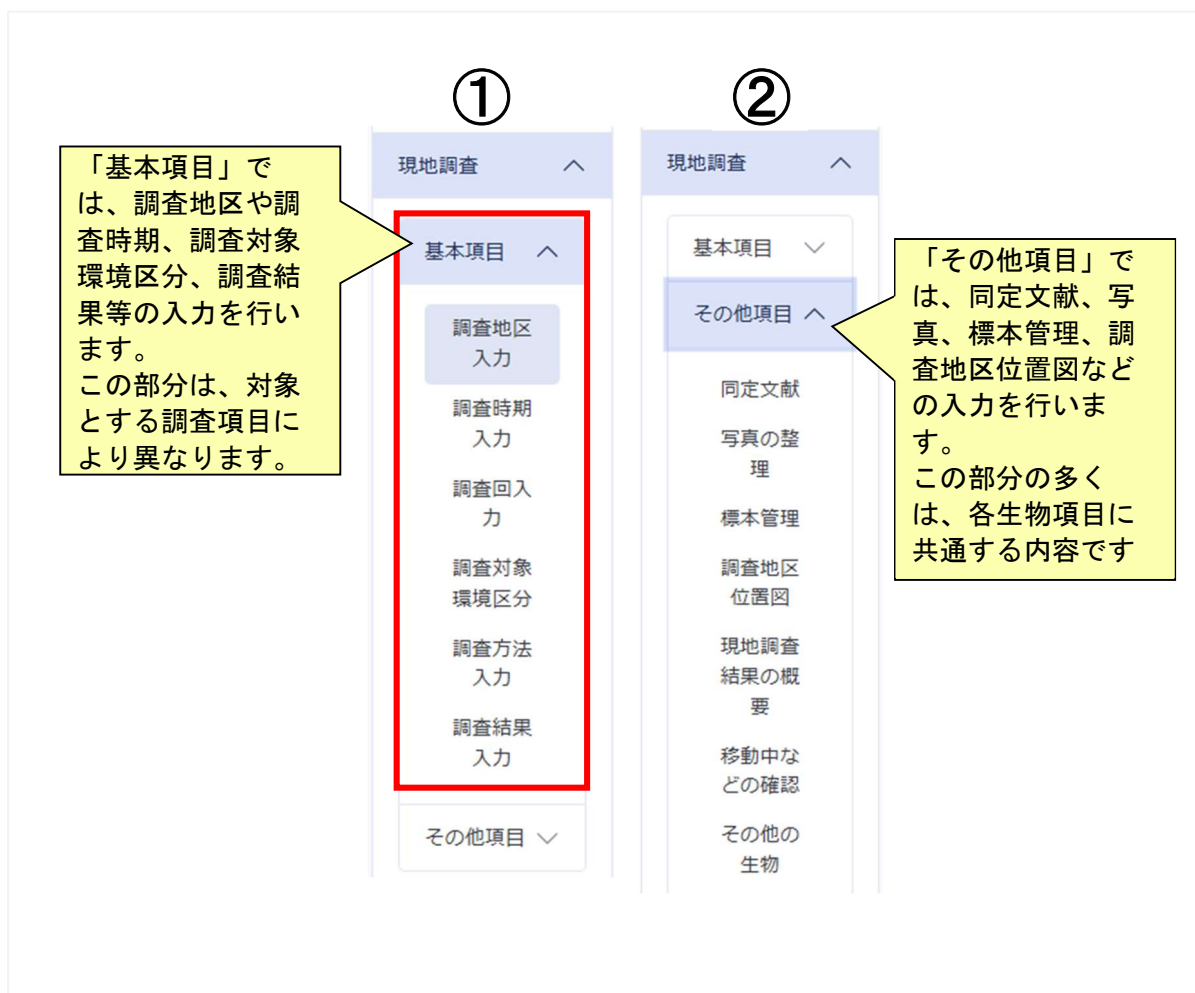 ①
②
「基本項目」で
は、調査地区や調
査時期、調査対象
環境区分、調査結
果等の入力を行い
ます。
この部分は、対象
とする調査項目に
より異なります。
現地調査
基本項目
調査地区
入力
調査時期
入力
調査回入
力
調査対象
環境区分
調査方法
入力
調査結果
入力
その他項目
現地調査
基本項目
その他項目
同定文献
写真の整
理
標本管理
調査地区
位置図
現地調査
結果の概
要
移動中な
どの確認
その他の
生物
「その他項目」で
は、同定文献、写
真、標本管理、調
査地区位置図など
の入力を行いま
す。
この部分の多く
は、各生物項目に
共通する内容です